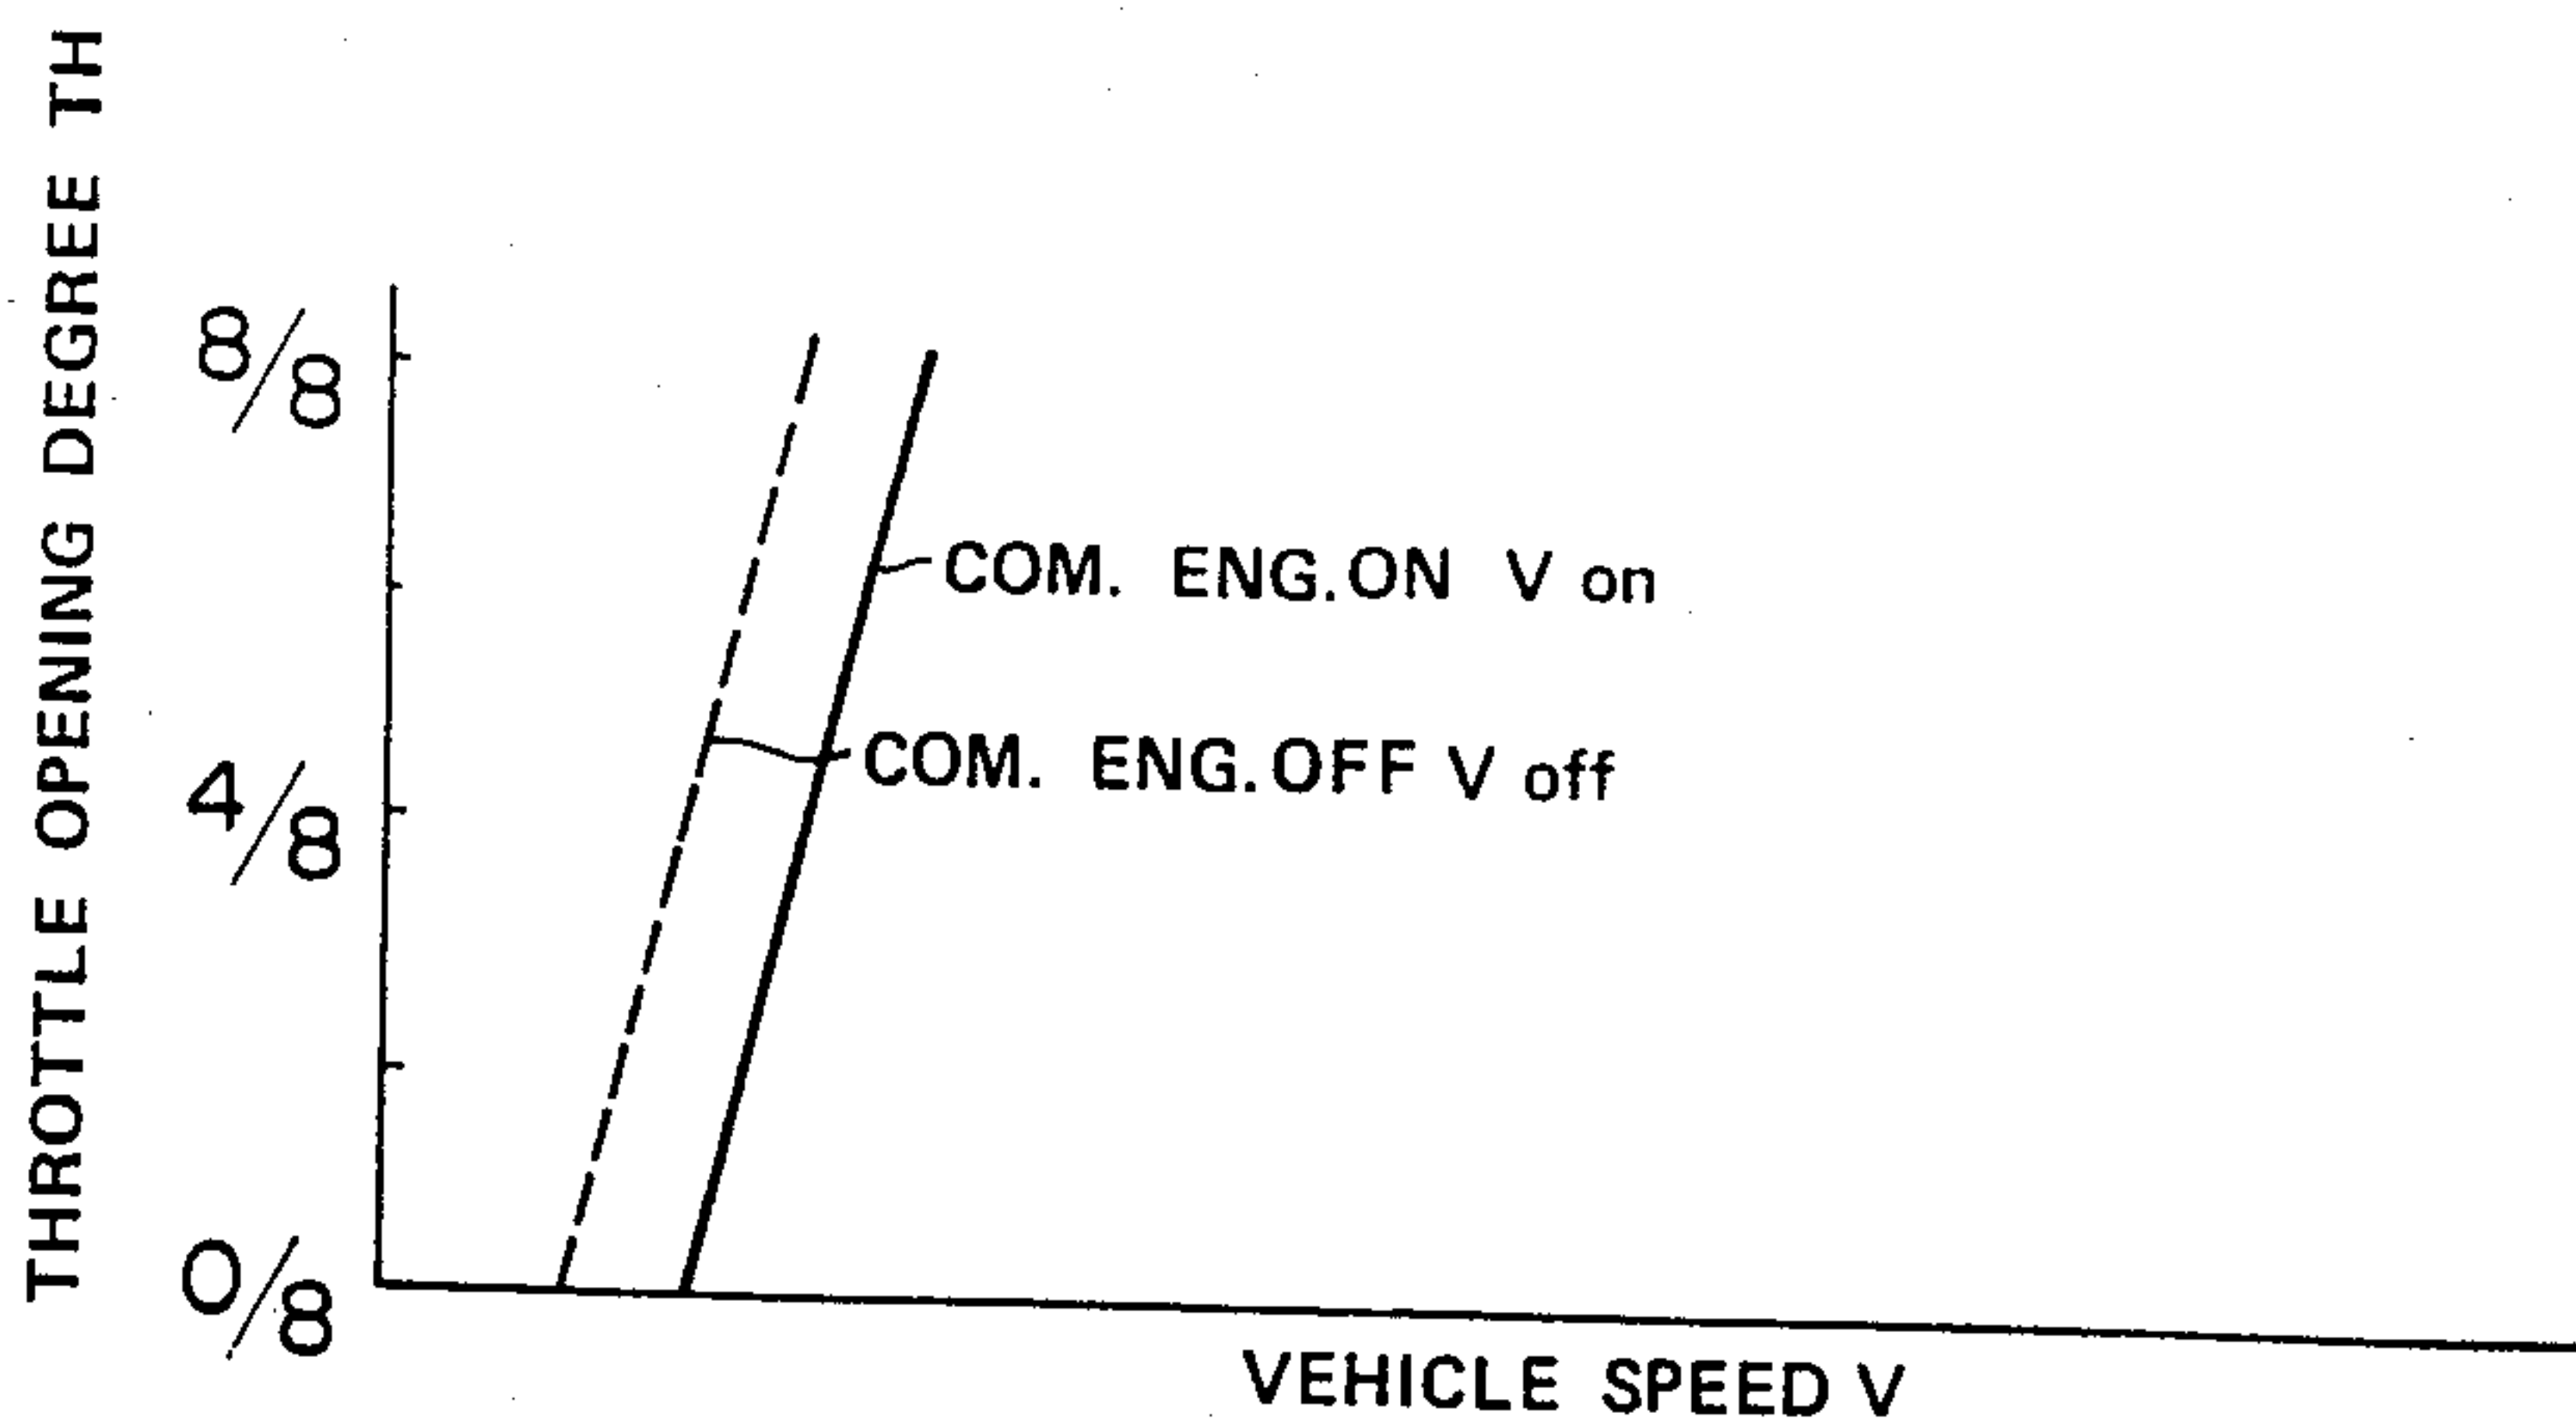 THROTTLE OPENING DEGREE TH
8/8
COM. ENG. ON V on
COM. ENG. OFF V off
4/8
0/8
VEHICLE SPEED V